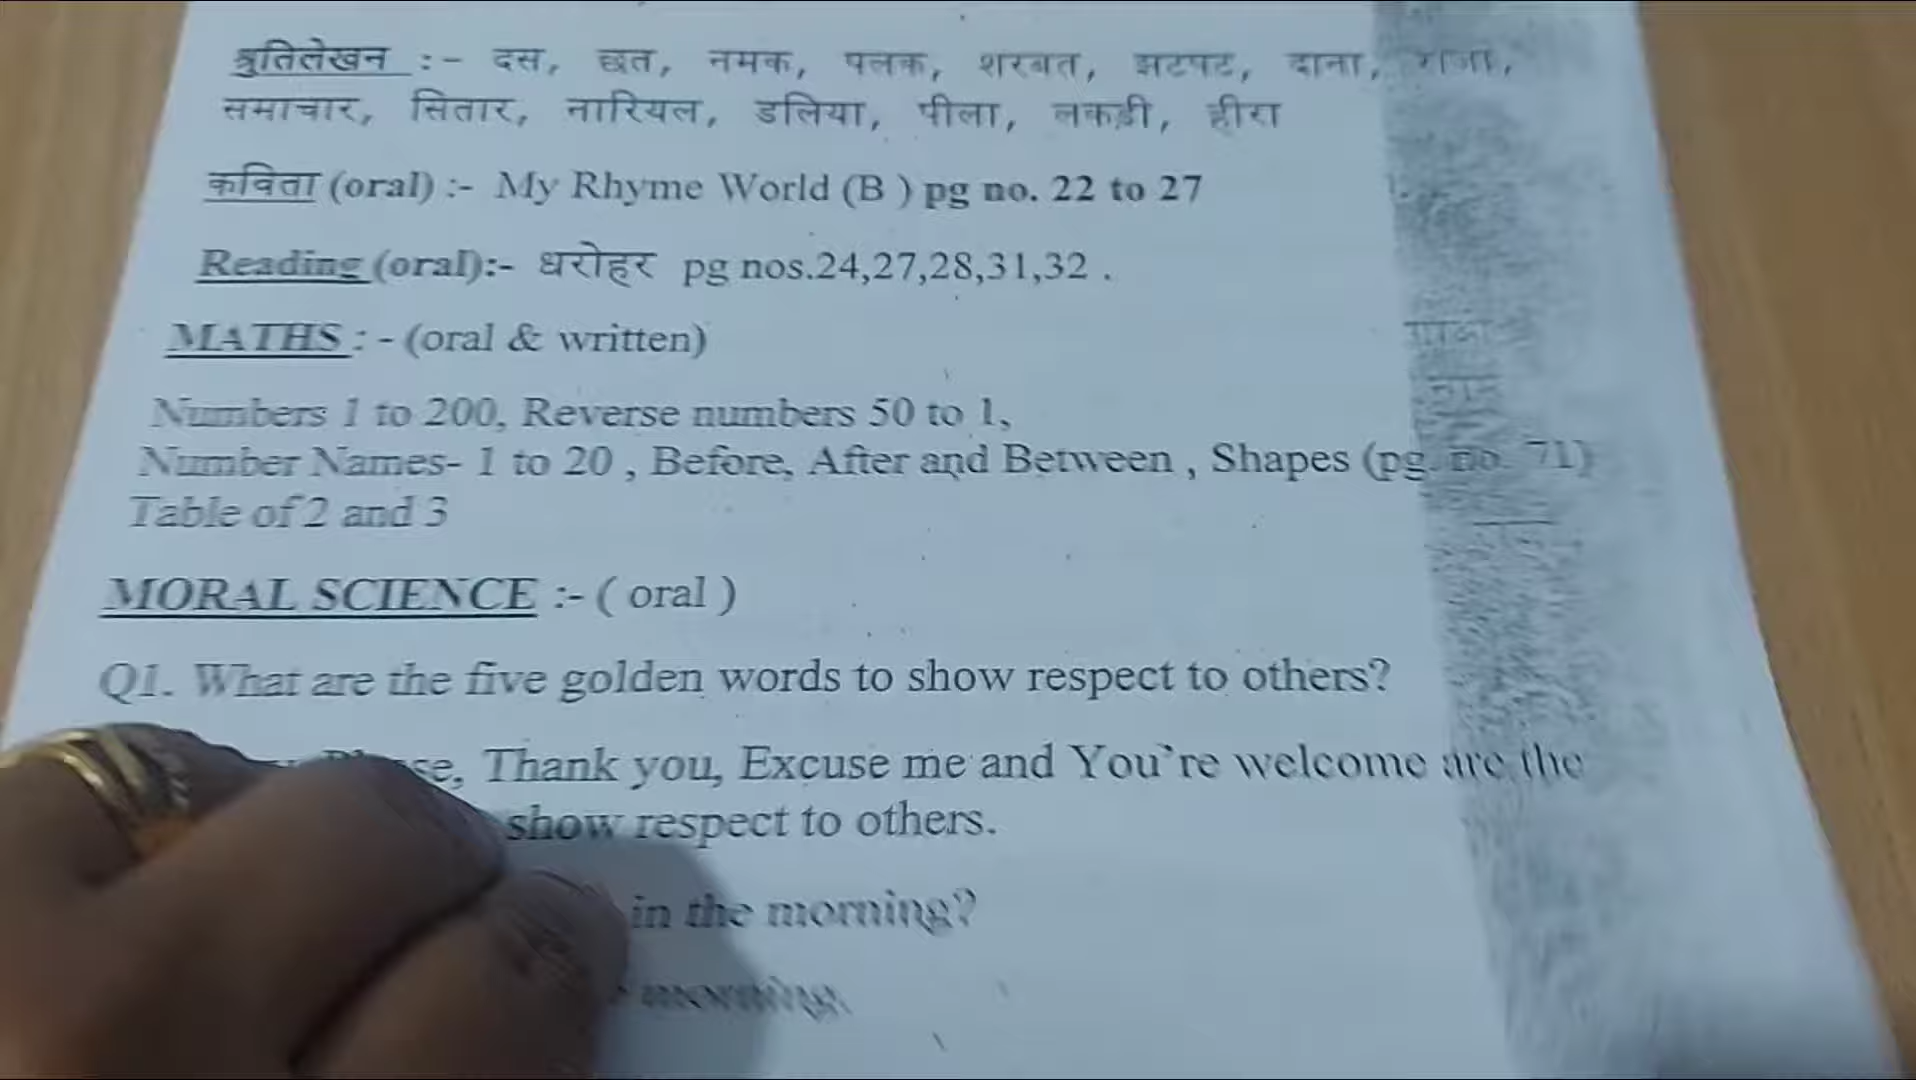 श्रुतिलेखन :- दस, छत, नमक, पलक, शरबत, झटपट, दाना, राजा,
समाचार, सितार, नारियल, डलिया, पीला, लकड़ी, हीरा
कविता (oral) :- My Rhyme World (B ) pg no. 22 to 27
Reading (oral):- धरोहर pg nos.24,27,28,31,32 .
MATHS : - (oral & written)
Numbers 1 to 200, Reverse numbers 50 to 1,
Number Names- 1 to 20 , Before, After and Between , Shapes (pg. no. 71)
Table of 2 and 3
MORAL SCIENCE :- ( oral )
Q1. What are the five golden words to show respect to others?
Please, Thank you, Excuse me and You’re welcome are the
show respect to others.
in the morning?
morning.